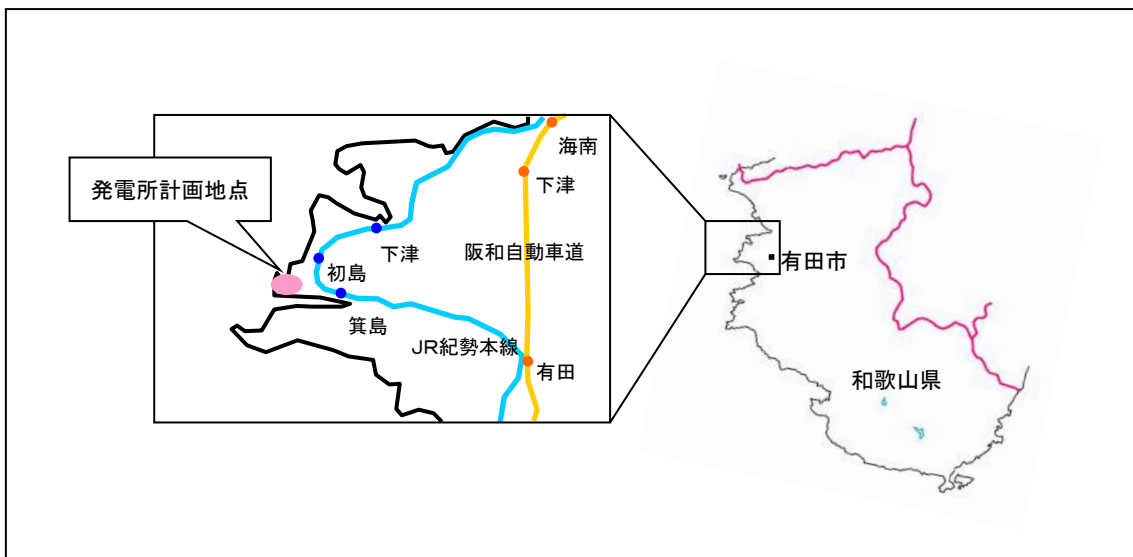 海南
下津
発電所計画地点
下津
阪和自動車道
初島
箕島
JR紀勢本線
有田
有田市
和歌山県